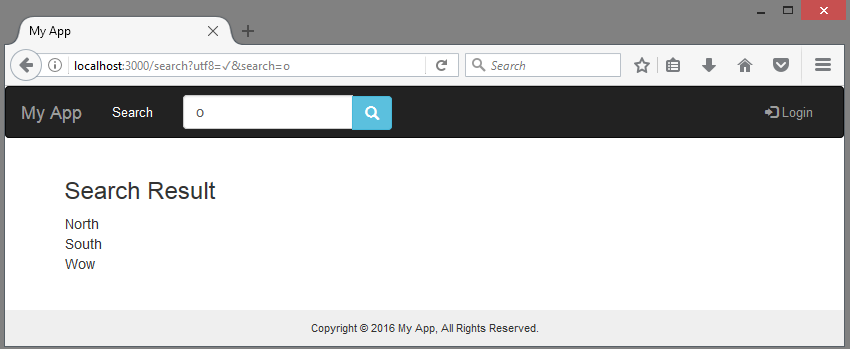 My App
localhost:3000/search?utf8=✓&search=o
Search
My App Search o Login
Search Result
North
South
Wow
Copyright © 2016 My App, All Rights Reserved.